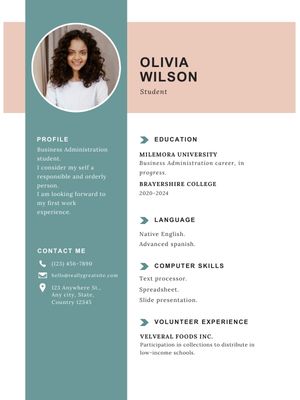 OLIVIA
WILSON
Student
PROFILE
Business Administration
student.
I consider my self a
responsible and orderly
person.
I am looking forward to
my first work
experience.
CONTACT ME
(123) 456-7890
hello@reallygreatsite.com
123 Anywhere St.,
Any city, State,
Country 12345
EDUCATION
MILEMORA UNIVERSITY
Business Administration career, in
progress.
BRAYERSHIRE COLLEGE
2020-2024
LANGUAGE
Native English.
Advanced spanish.
COMPUTER SKILLS
Text processor.
Spreadsheet.
Slide presentation.
VOLUNTEER EXPERIENCE
VELVERAL FOODS INC.
Participation in collections to distribute in
low-income schools.